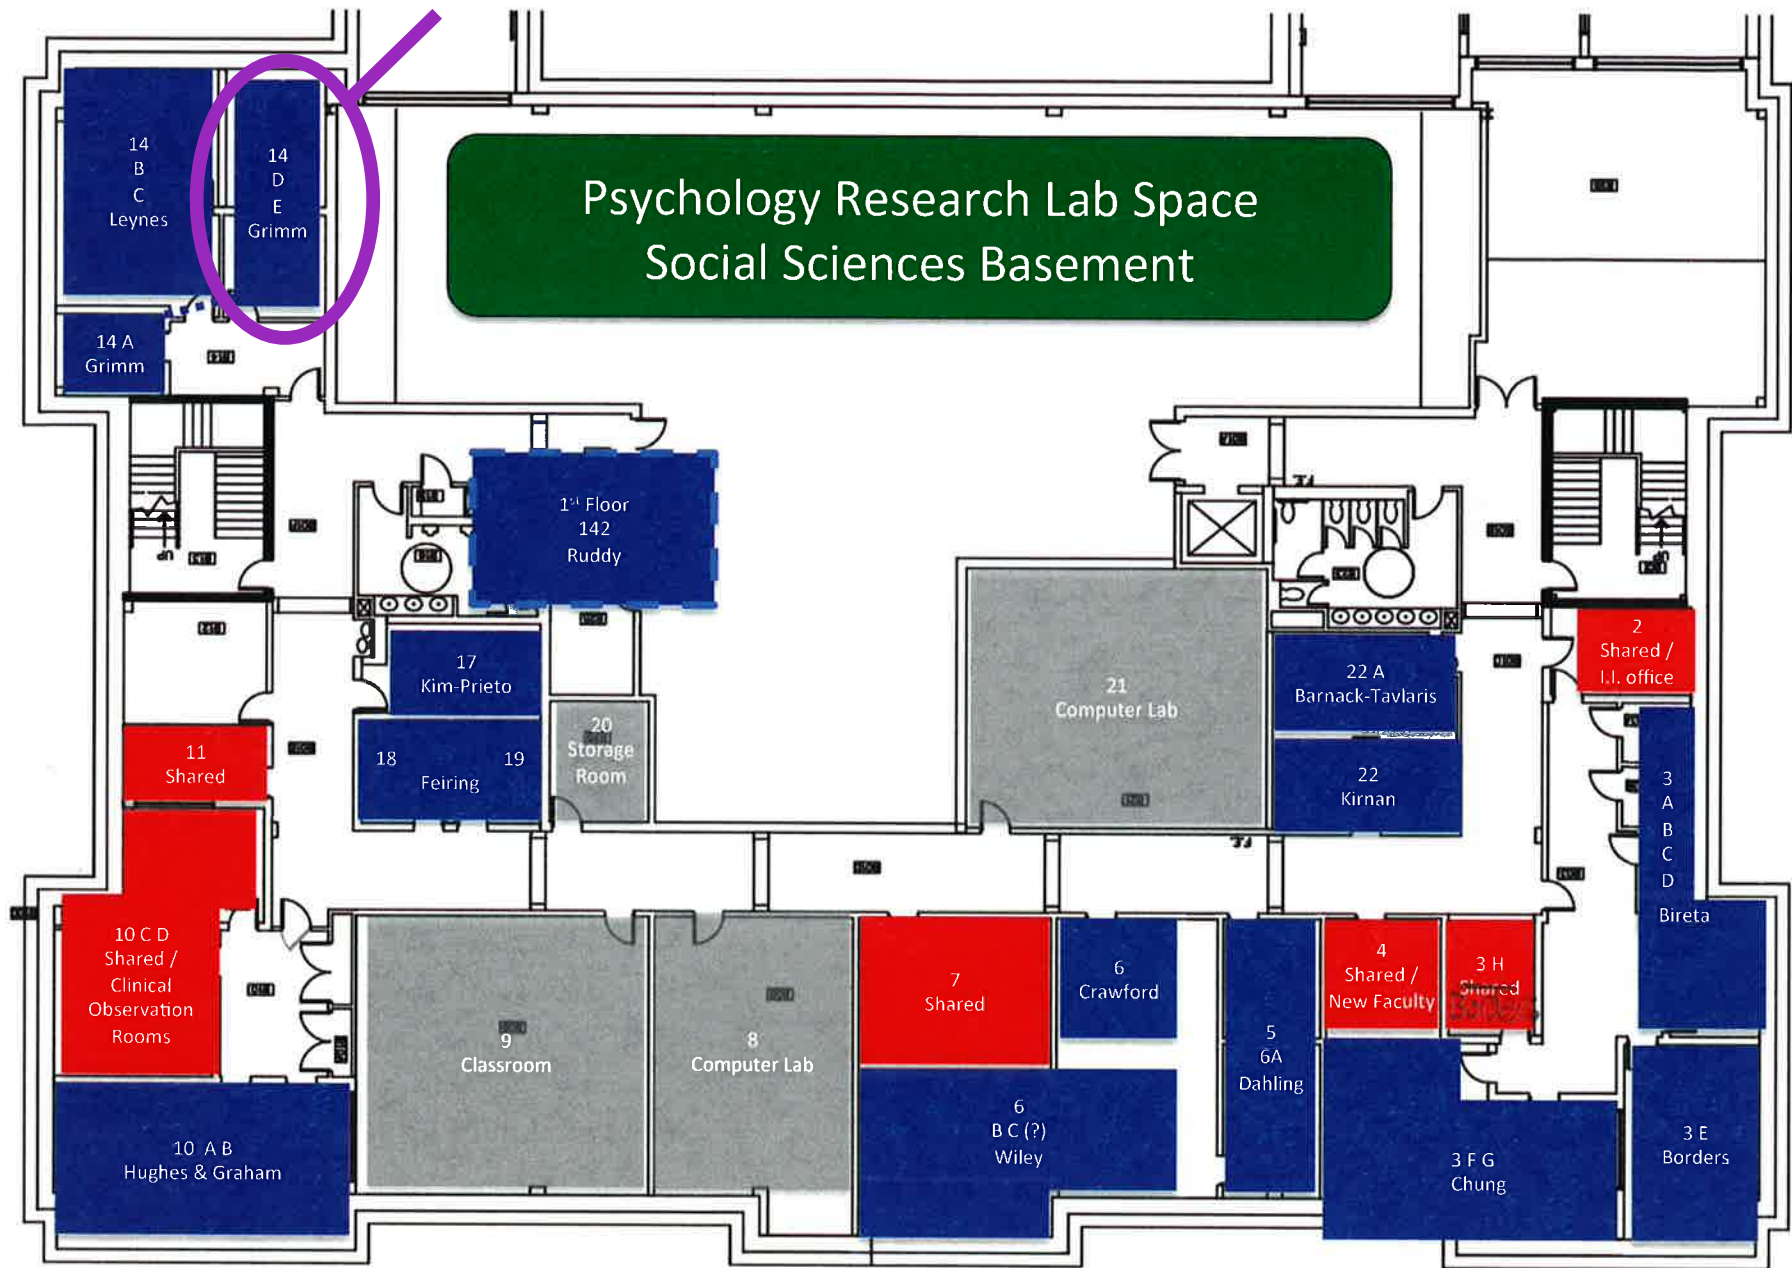 Psychology Research Lab Space
Social Sciences Basement
14
B
C
Leynes
14
D
E
Grimm
14 A
Grimm
1st Floor
142
Ruddy
UP
UP
17
Kim-Prieto
18
19
Feiring
20
Storage
Room
21
Computer Lab
22 A
Barnack-Tavlaris
22
Kirnan
2
Shared /
I.I. office
3
A
B
C
D
Bireta
11
Shared
10 C D
Shared /
Clinical
Observation
Rooms
10 A B
Hughes & Graham
9
Classroom
8
Computer Lab
7
Shared
6
Crawford
6
B C (?)
Wiley
5
6A
Dahling
4
Shared /
New Faculty
3 H
Shared
3 F G
Chung
3 E
Borders